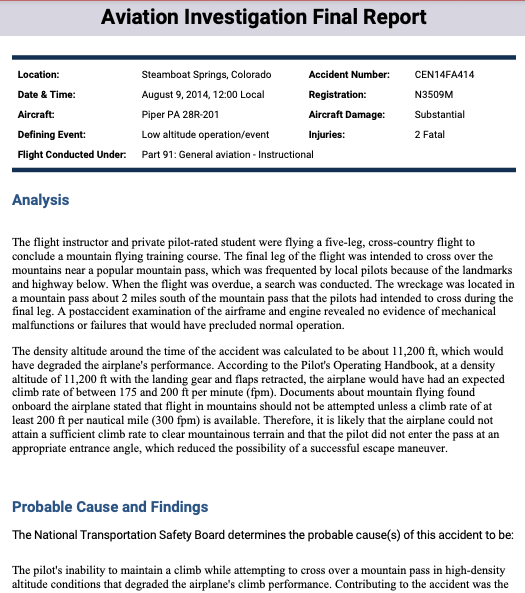 Aviation Investigation Final Report
Location: Steamboat Springs, Colorado Accident Number: CEN14FA414
Date & Time: August 9, 2014, 12:00 Local Registration: N3509M
Aircraft: Piper PA 28R-201 Aircraft Damage: Substantial
Defining Event: Low altitude operation/event Injuries: 2 Fatal
Flight Conducted Under: Part 91: General aviation - Instructional
Analysis
The flight instructor and private pilot-rated student were flying a five-leg, cross-country flight to
conclude a mountain flying training course. The final leg of the flight was intended to cross over the
mountains near a popular mountain pass, which was frequented by local pilots because of the landmarks
and highway below. When the flight was overdue, a search was conducted. The wreckage was located in
a mountain pass about 2 miles south of the mountain pass that the pilots had intended to cross during the
final leg. A postaccident examination of the airframe and engine revealed no evidence of mechanical
malfunctions or failures that would have precluded normal operation.
The density altitude around the time of the accident was calculated to be about 11,200 ft, which would
have degraded the airplane's performance. According to the Pilot's Operating Handbook, at a density
altitude of 11,200 ft with the landing gear and flaps retracted, the airplane would have had an expected
climb rate of between 175 and 200 ft per minute (fpm). Documents about mountain flying found
onboard the airplane stated that flight in mountains should not be attempted unless a climb rate of at
least 200 ft per nautical mile (300 fpm) is available. Therefore, it is likely that the airplane could not
attain a sufficient climb rate to clear mountainous terrain and that the pilot did not enter the pass at an
appropriate entrance angle, which reduced the possibility of a successful escape maneuver.
Probable Cause and Findings
The National Transportation Safety Board determines the probable cause(s) of this accident to be:
The pilot's inability to maintain a climb while attempting to cross over a mountain pass in high-density
altitude conditions that degraded the airplane's climb performance. Contributing to the accident was the